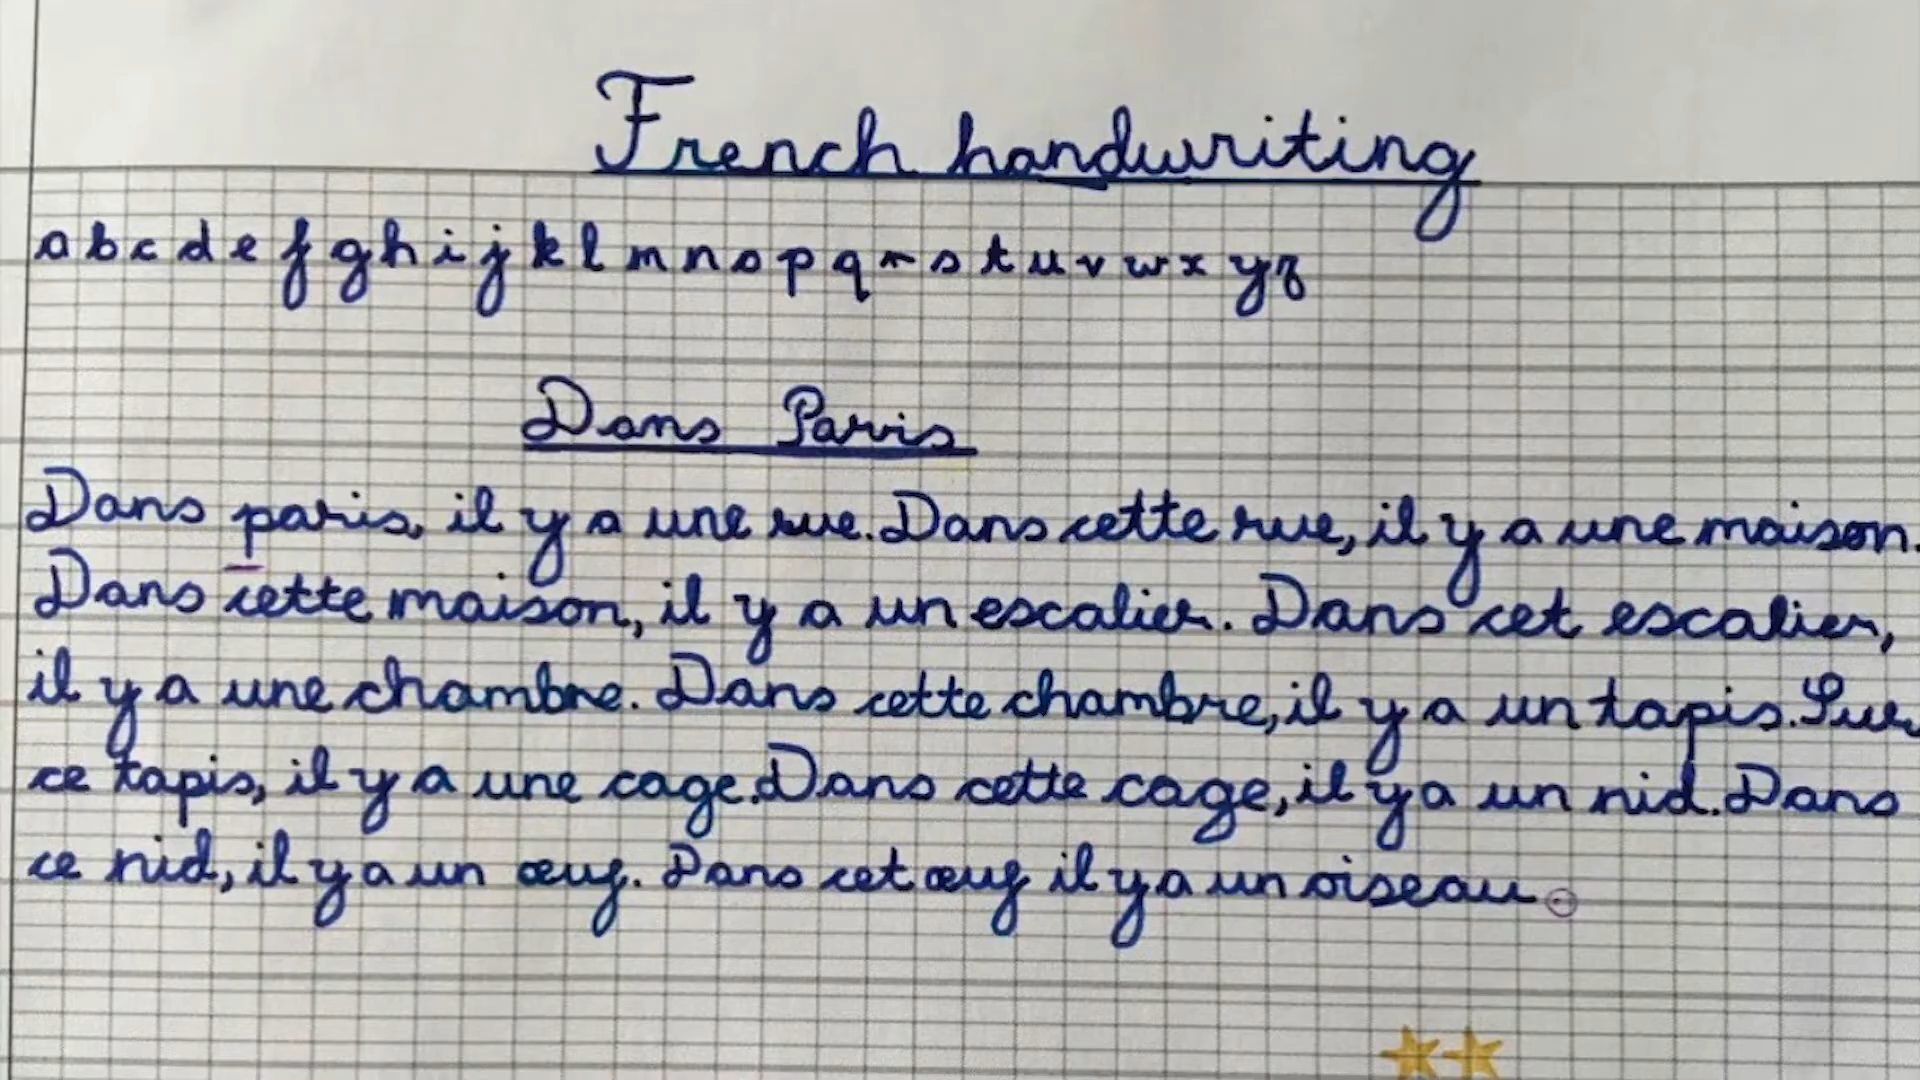 French handwriting
a b c d e f g h i j k l m n o p q r s t u v w x y z
Dans Paris
Dans paris, il y a une rue. Dans cette rue, il y a une maison.
Dans cette maison, il y a un escalier. Dans cet escalier,
il y a une chambre. Dans cette chambre, il y a un tapis. Sur
ce tapis, il y a une cage. Dans cette cage, il y a un nid. Dans
ce nid, il y a un œuf. Dans cet œuf il y a un oiseau.